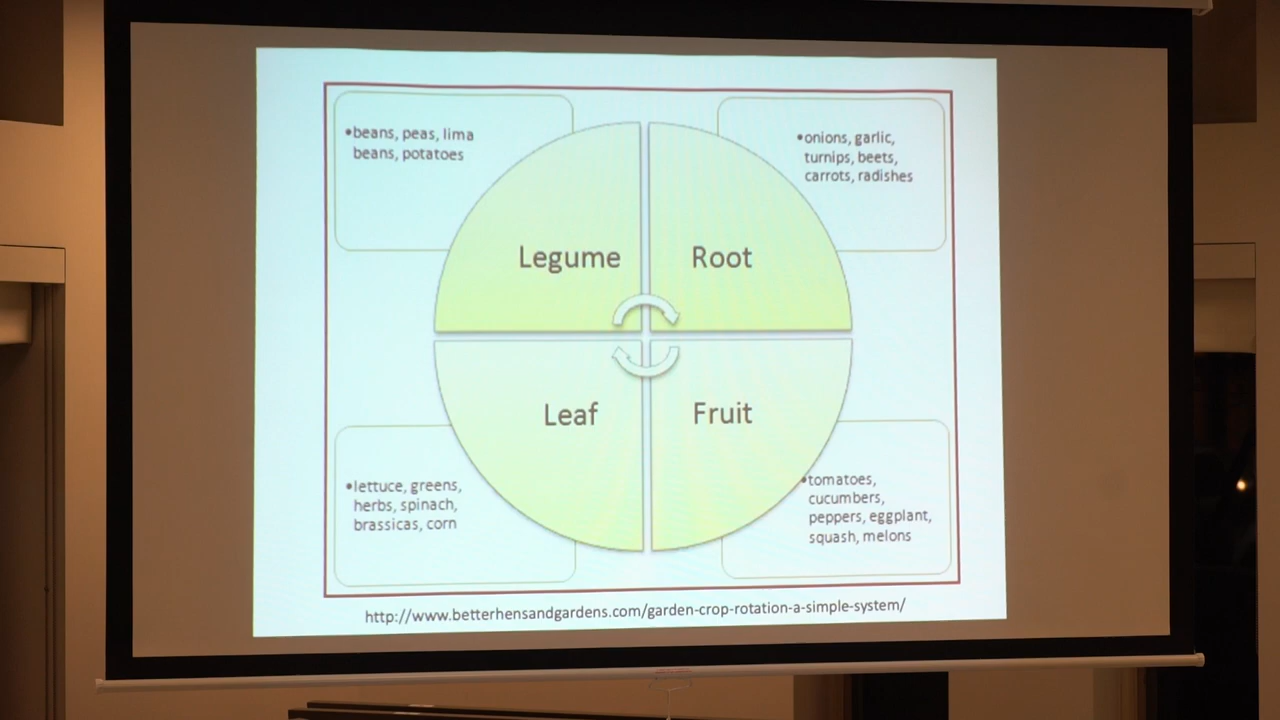 •beans, peas, lima
beans, potatoes
•onions, garlic,
turnips, beets,
carrots, radishes
Legume
Root
Leaf
Fruit
•lettuce, greens,
herbs, spinach,
brassicas, corn
•tomatoes,
cucumbers,
peppers, eggplant,
squash, melons
http://www.betterhensandgardens.com/garden-crop-rotation-a-simple-system/